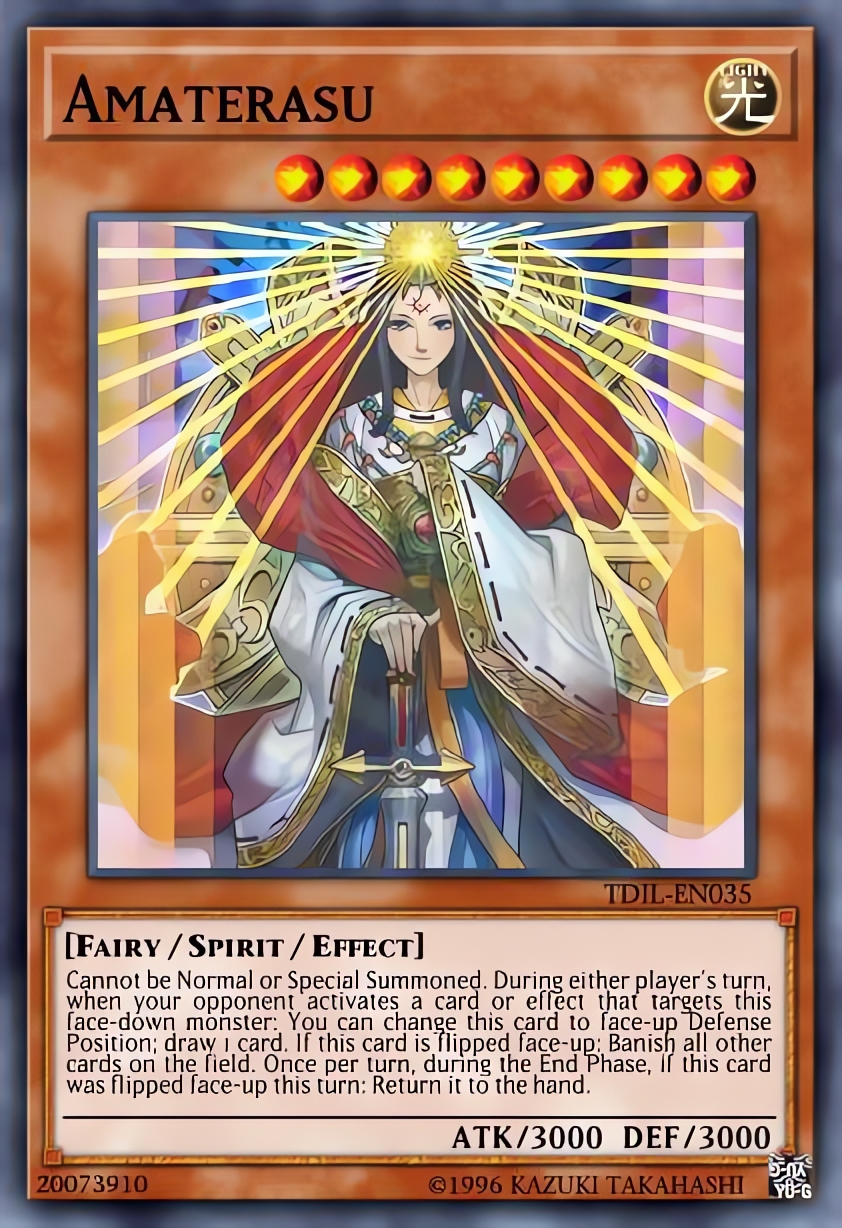 AMATERASU
LIGHT
光
TDIL-EN035
[FAIRY / SPIRIT / EFFECT]
Cannot be Normal or Special Summoned. During either player's turn,
when your opponent activates a card or effect that targets this
face-down monster: You can change this card to face-up Defense
Position; draw 1 card. If this card is flipped face-up: Banish all other
cards on the field. Once per turn, during the End Phase, if this card
was flipped face-up this turn: Return it to the hand.
ATK/3000 DEF/3000
20073910
©1996 KAZUKI TAKAHASHI